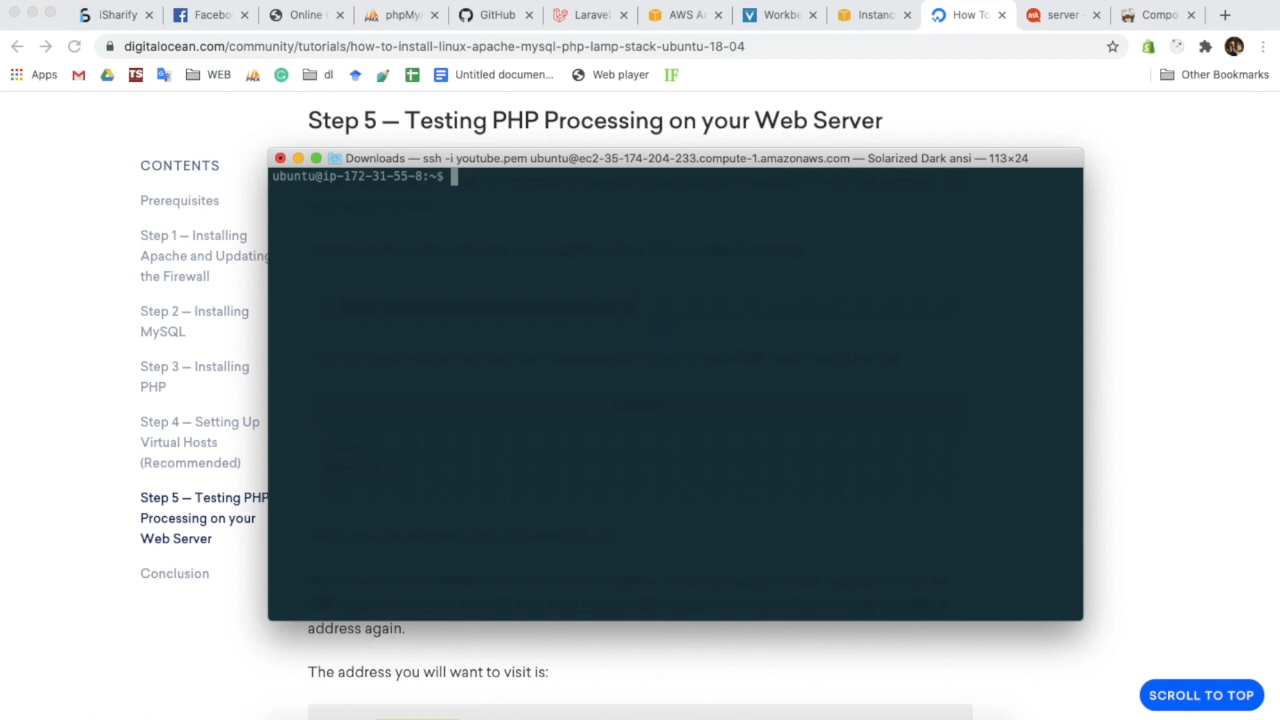 iSharify
Facebo
Online
phpMy
GitHub
Laravel
AWS A
Workbe
Instanc
How To
server -
Compo
digitalocean.com/community/tutorials/how-to-install-linux-apache-mysql-php-lamp-stack-ubuntu-18-04
Apps
TS
WEB
dl
Untitled documen...
Web player
IF
Other Bookmarks
Step 5 — Testing PHP Processing on your Web Server
CONTENTS
Prerequisites
Step 1 — Installing
Apache and Updating
the Firewall
Step 2 — Installing
MySQL
Step 3 — Installing
PHP
Step 4 — Setting Up
Virtual Hosts
(Recommended)
Step 5 — Testing PHP
Processing on your
Web Server
Conclusion
Downloads — ssh -i youtube.pem ubuntu@ec2-35-174-204-233.compute-1.amazonaws.com — Solarized Dark ansi — 113×24
ubuntu@ip-172-31-55-8:~$
address again.
The address you will want to visit is:
SCROLL TO TOP